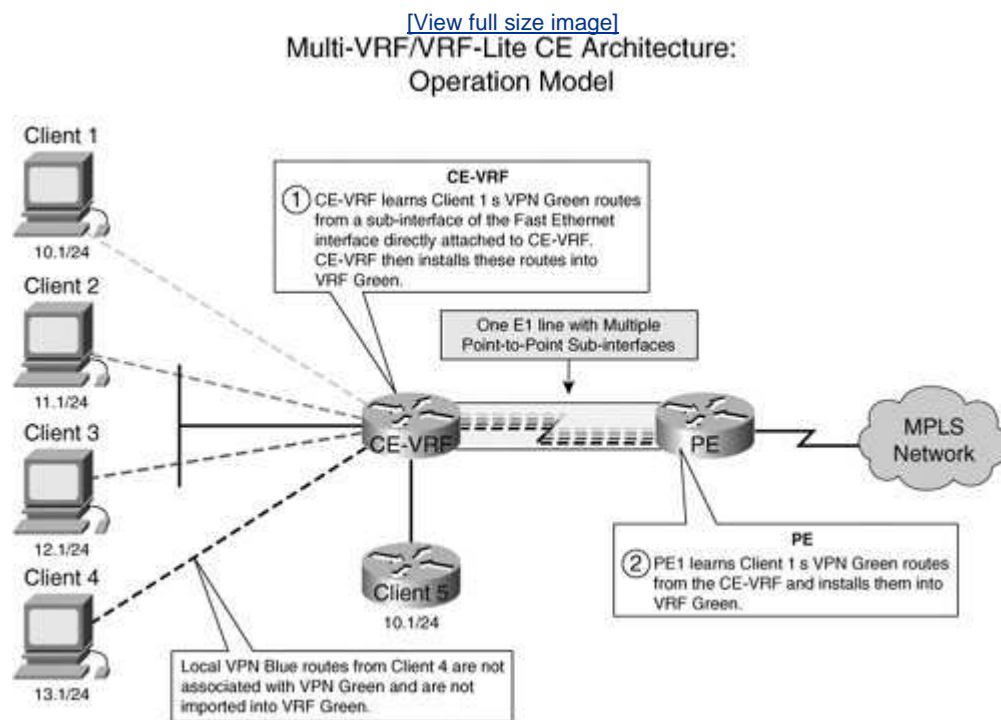 [View full size image]
Multi-VRF/VRF-Lite CE Architecture:
Operation Model
Client 1
10.1/24
Client 2
11.1/24
Client 3
12.1/24
Client 4
13.1/24
CE-VRF
1 CE-VRF learns Client 1 s VPN Green routes
from a sub-interface of the Fast Ethernet
interface directly attached to CE-VRF.
CE-VRF then installs these routes into
VRF Green.
One E1 line with Multiple
Point-to-Point Sub-interfaces
CE-VRF
PE
MPLS
Network
Client 5
10.1/24
PE
2 PE1 learns Client 1 s VPN Green routes
from the CE-VRF and installs them into
VRF Green.
Local VPN Blue routes from Client 4 are not
associated with VPN Green and are not
imported into VRF Green.